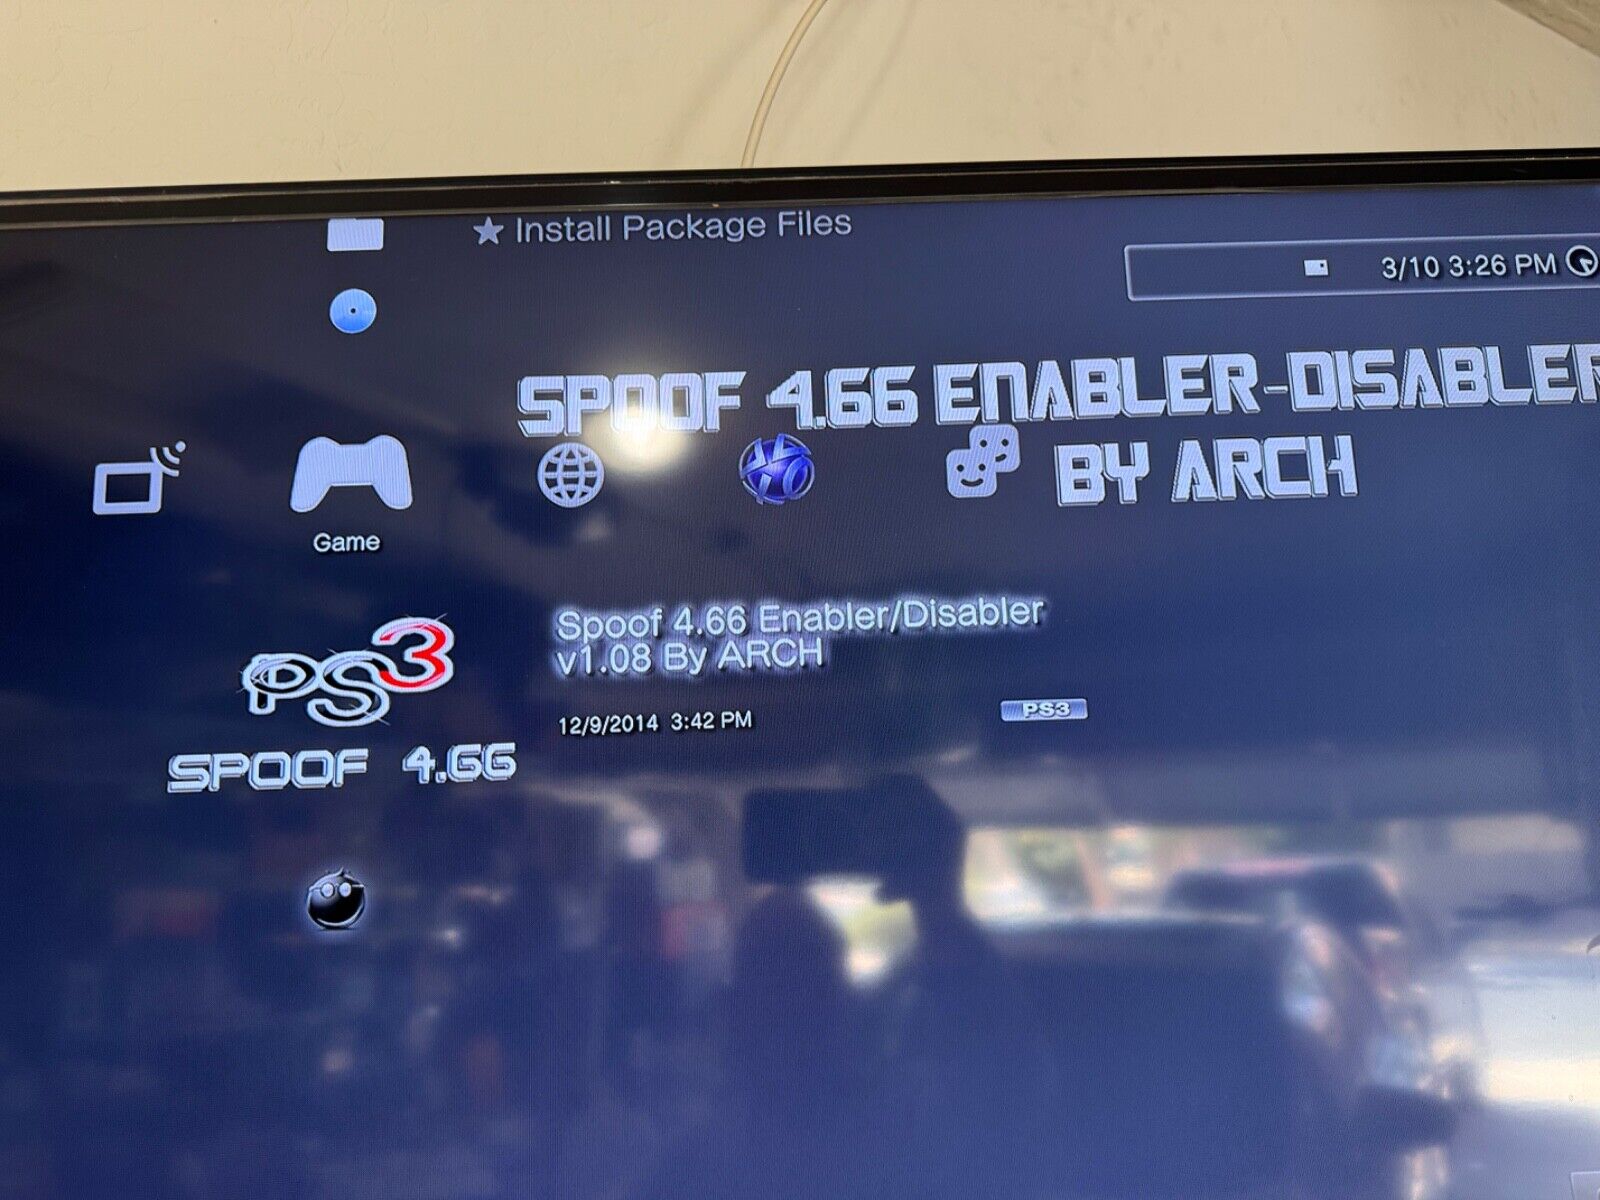 ★ Install Package Files
3/10 3:26 PM
SPOOF 4.66 ENABLER-DISABLER
BY ARCH
Game
Spoof 4.66 Enabler/Disabler
v1.08 By ARCH
12/9/2014 3:42 PM
PS3
PS3
SPOOF 4.66